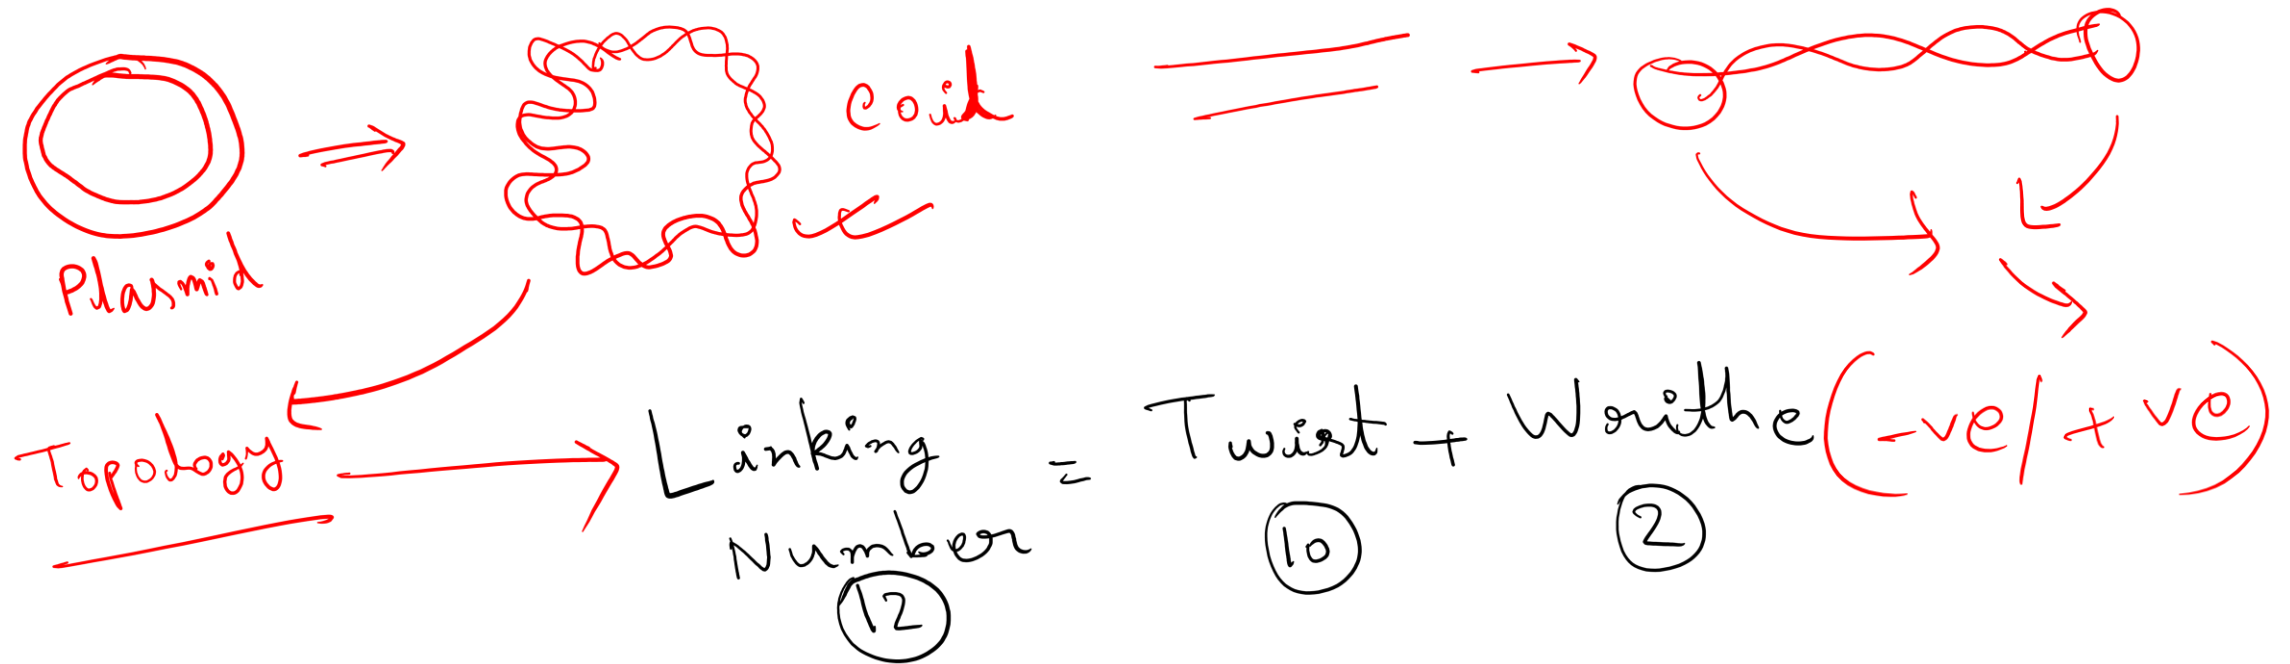 Coil
Plasmid
Topology
Linking Number = Twist + Writhe (-ve/+ve)
12
10
2